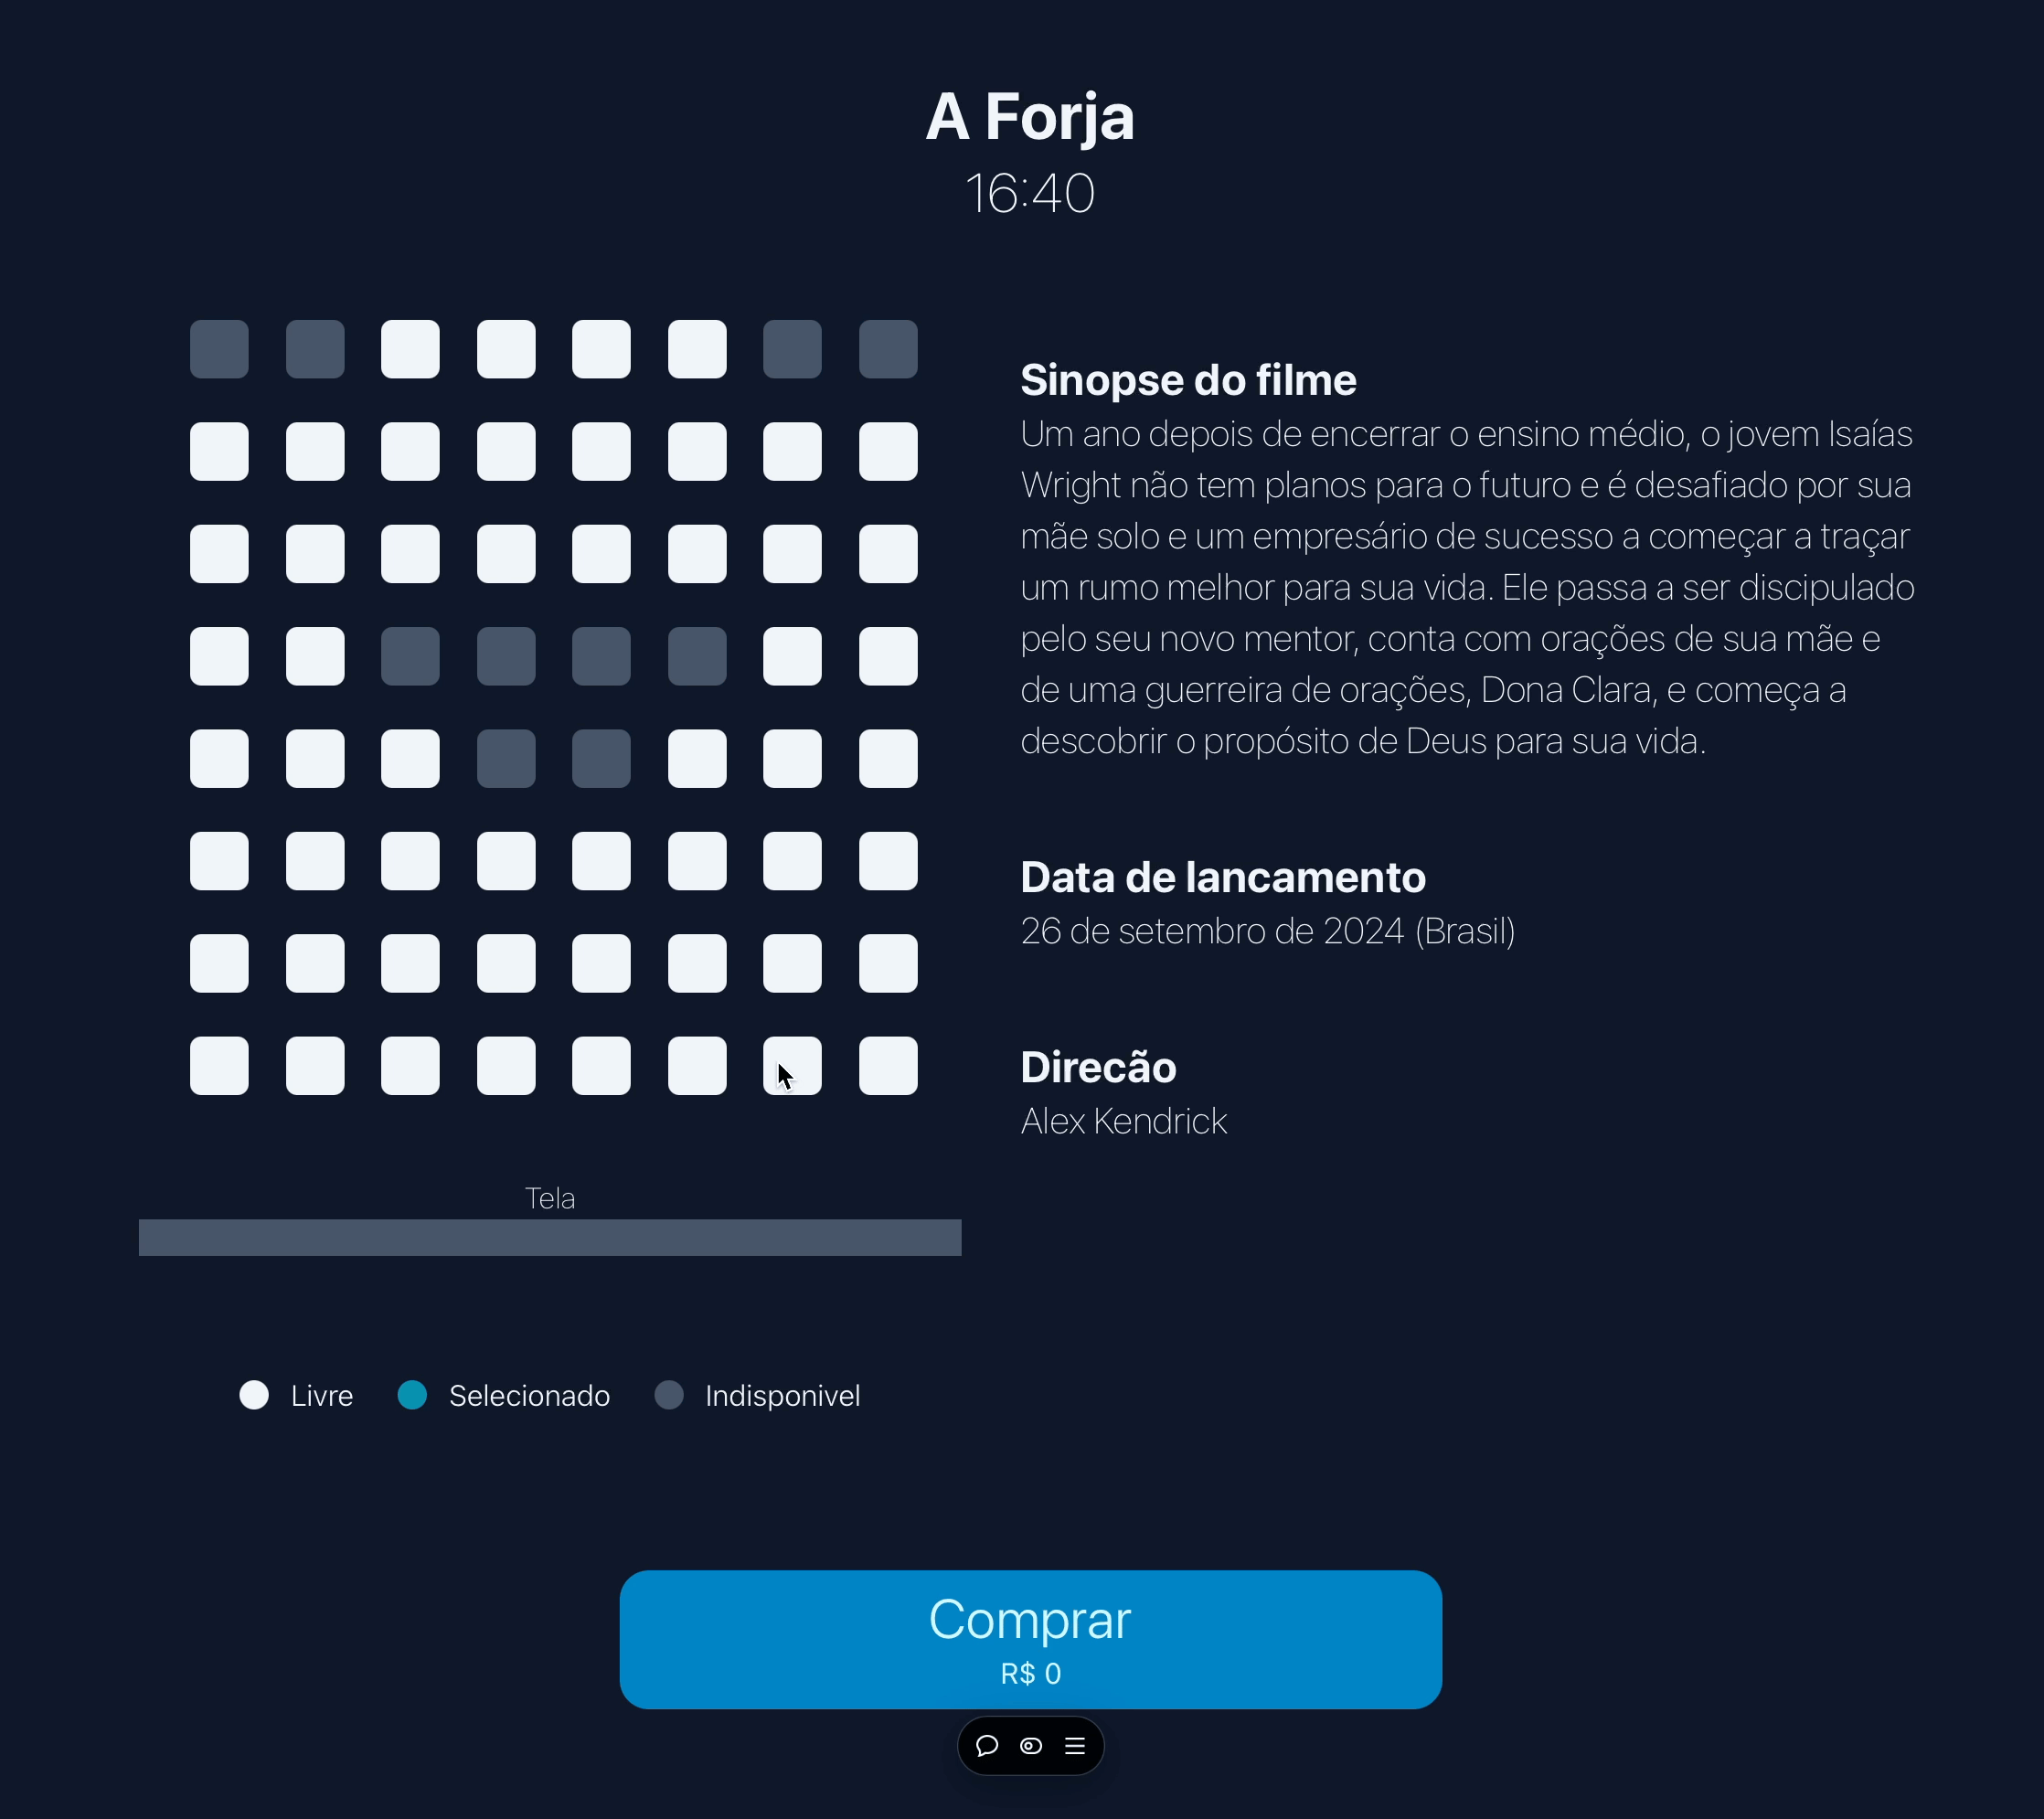 A Forja
16:40
Sinopse do filme
Um ano depois de encerrar o ensino médio, o jovem Isaías
Wright não tem planos para o futuro e é desafiado por sua
mãe solo e um empresário de sucesso a começar a traçar
um rumo melhor para sua vida. Ele passa a ser discipulado
pelo seu novo mentor, conta com orações de sua mãe e
de uma guerreira de orações, Dona Clara, e começa a
descobrir o propósito de Deus para sua vida.
Data de lancamento
26 de setembro de 2024 (Brasil)
Direcão
Alex Kendrick
Tela
Livre
Selecionado
Indisponivel
Comprar
R$ 0